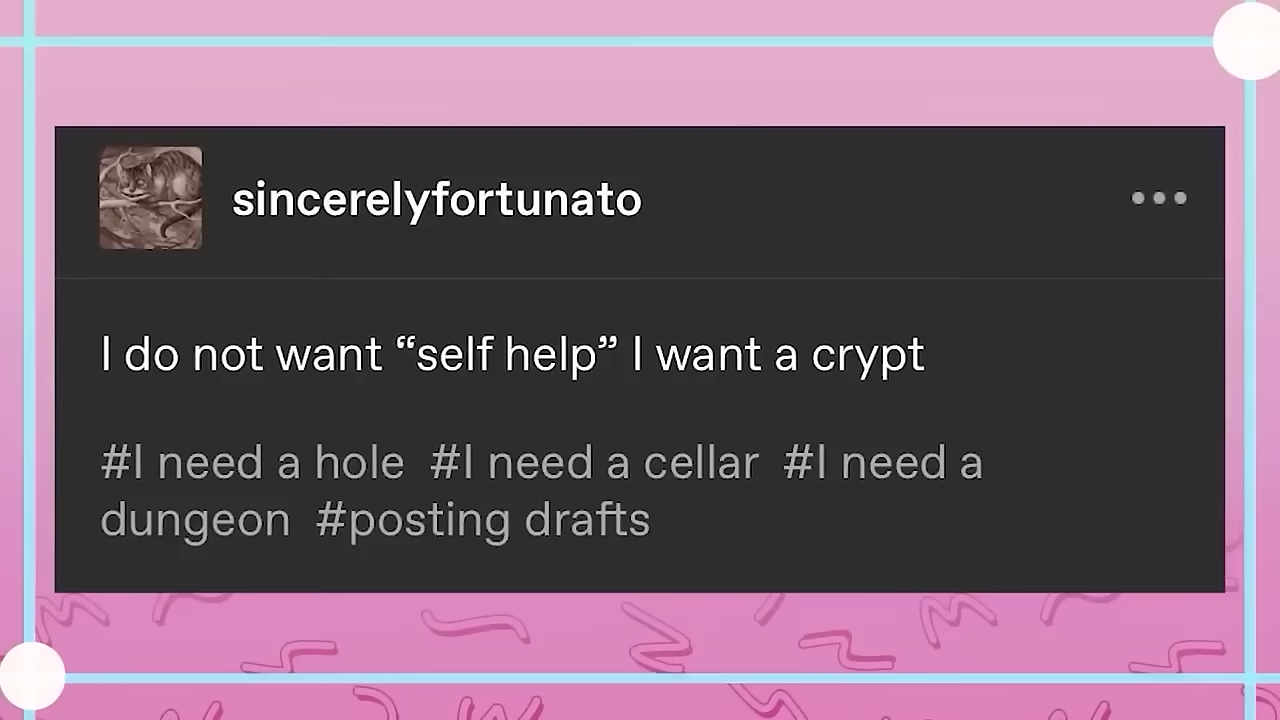 sincerelyfortunato
I do not want “self help” I want a crypt
#I need a hole #I need a cellar #I need a
dungeon #posting drafts